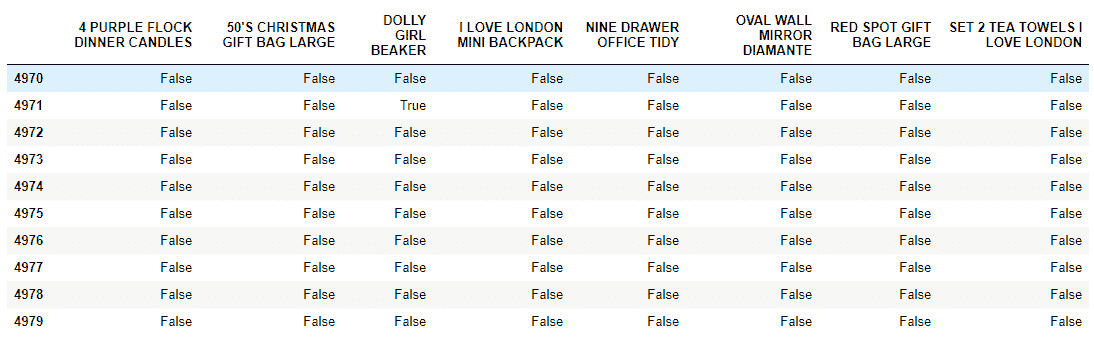 4 PURPLE FLOCK DINNER CANDLES 50'S CHRISTMAS GIFT BAG LARGE DOLLY GIRL BEAKER I LOVE LONDON MINI BACKPACK NINE DRAWER OFFICE TIDY OVAL WALL MIRROR DIAMANTE RED SPOT GIFT BAG LARGE SET 2 TEA TOWELS I LOVE LONDON
4970 False False False False False False False False
4971 False False True False False False False False
4972 False False False False False False False False
4973 False False False False False False False False
4974 False False False False False False False False
4975 False False False False False False False False
4976 False False False False False False False False
4977 False False False False False False False False
4978 False False False False False False False False
4979 False False False False False False False False